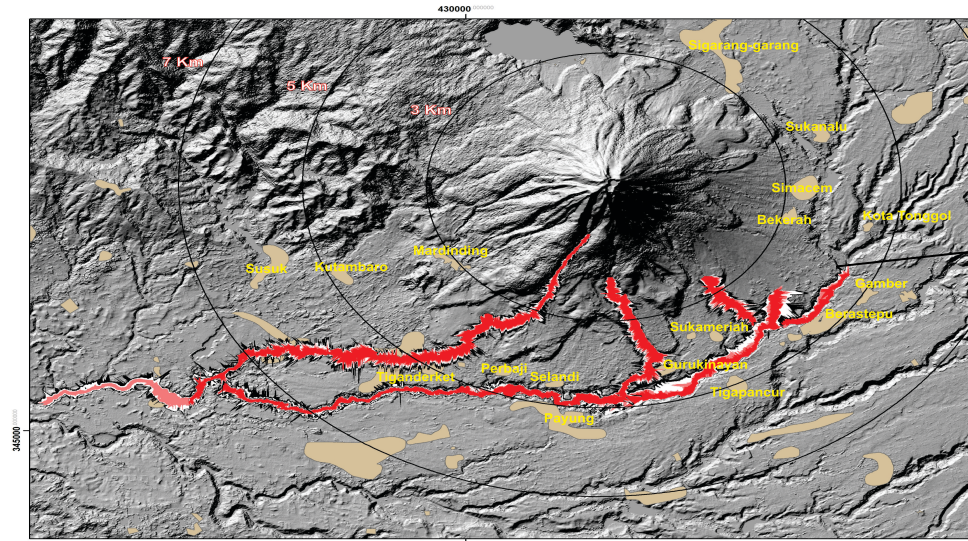 430000
Sigarang-garang
7 Km
5 Km
3 Km
Sukanalu
Simacem
Bekerah
Kota Tonggol
Mardinding
Susuk
Kutambaro
Gamber
Berastepu
Sukameriah
Gurukinayan
Perbaji
Tiganderket
Selandi
Tigapancur
Payung
345000